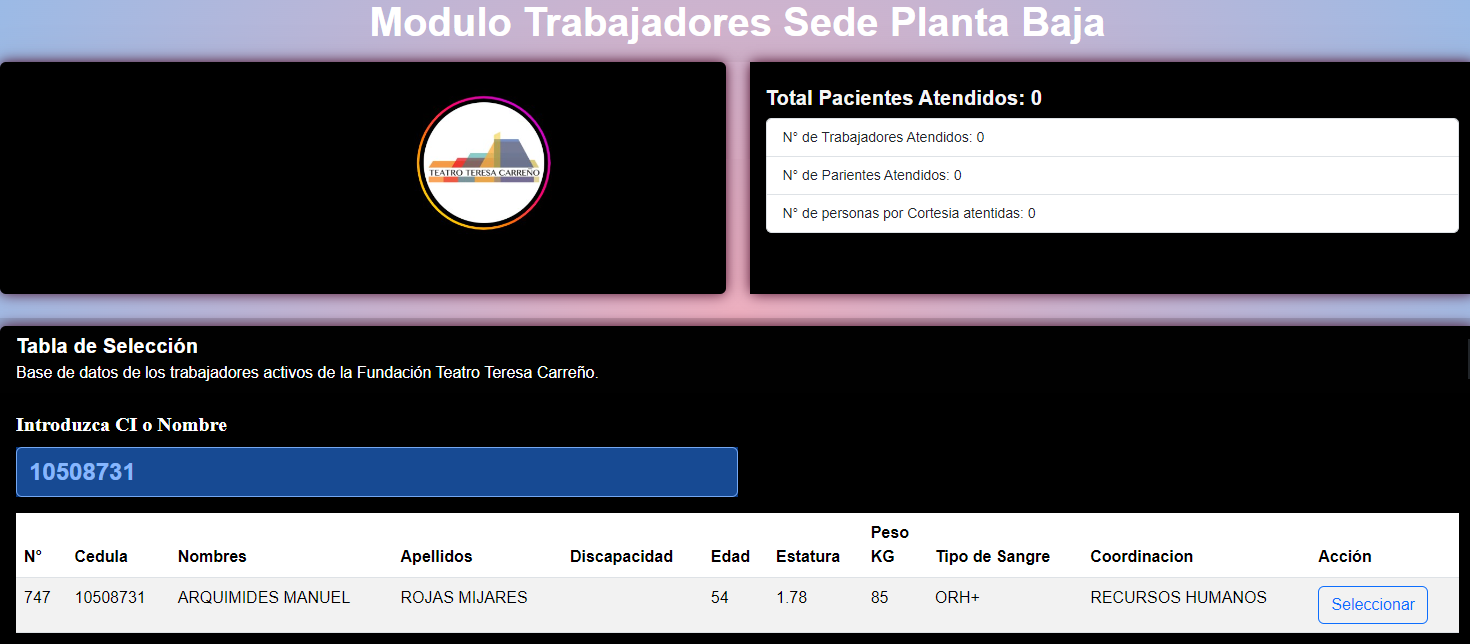 Modulo Trabajadores Sede Planta Baja
TEATRO TERESA CARREÑO
Total Pacientes Atendidos: 0
N° de Trabajadores Atendidos: 0
N° de Parientes Atendidos: 0
N° de personas por Cortesia atentidas: 0
Tabla de Selección
Base de datos de los trabajadores activos de la Fundación Teatro Teresa Carreño.
Introduzca CI o Nombre
10508731
N° Cedula Nombres Apellidos Discapacidad Edad Estatura Peso KG Tipo de Sangre Coordinacion Acción
747 10508731 ARQUIMIDES MANUEL ROJAS MIJARES 54 1.78 85 ORH+ RECURSOS HUMANOS Seleccionar